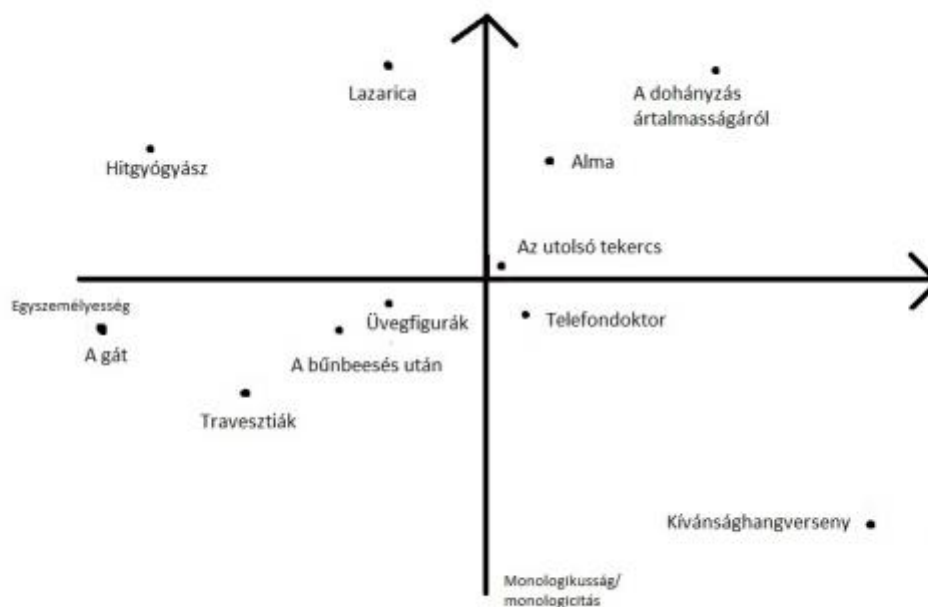 Lazarica
A dohányzás
ártalmasságáról
Hitgyógyász
Alma
Az utolsó tekercs
Egyszemélyesség
Üvegfigurák
Telefondoktor
A gát
A bűnbeesés után
Travesztiák
Kívánsághangverseny
Monologikusság/
monologicitás